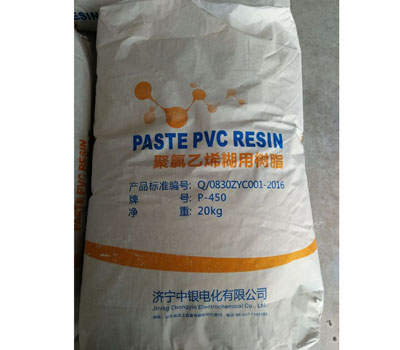 PASTE PVC RESIN
聚氯乙烯糊用树脂
产品标准编号: Q/0830ZYC001-2016
牌 号: P-450
净 重: 20kg
济宁中银电化有限公司
Jining Zhongyin Electrochemical Co., Ltd